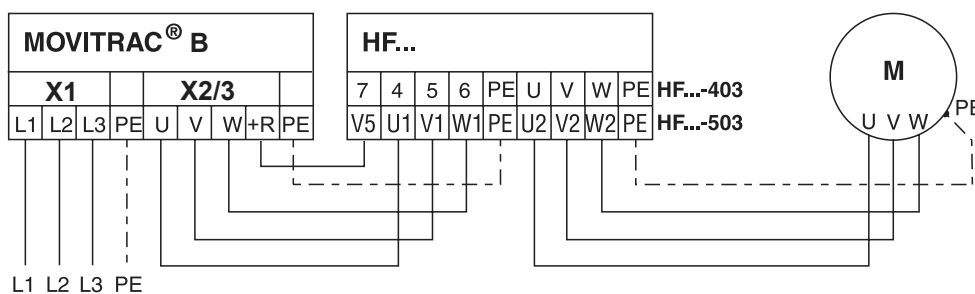 MOVITRAC® B
HF...
M
X1 X2/3
7 4 5 6 PE U V W PE HF...-403
L1 L2 L3 PE U V W +R PE
V5 U1 V1 W1 PE U2 V2 W2 PE HF...-503
U V W
PE
L1 L2 L3 PE